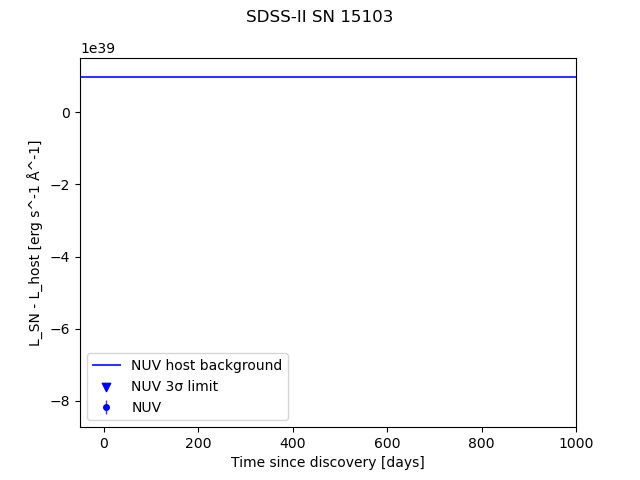 SDSS-II SN 15103
1e39
L_SN - L_host [erg s^-1 Å^-1]
0
−2
−4
−6
−8
NUV host background
NUV 3σ limit
NUV
0 200 400 600 800 1000
Time since discovery [days]